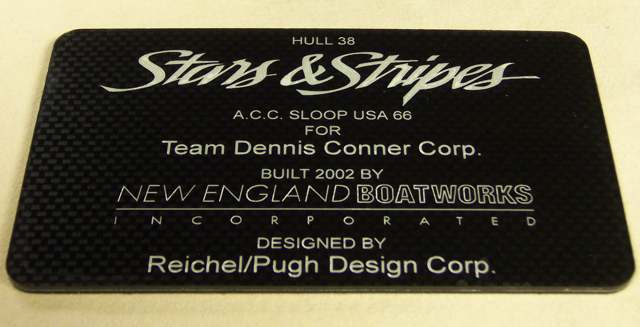 HULL 38
Stars & Stripes
A.C.C. SLOOP USA 66
FOR
Team Dennis Conner Corp.
BUILT 2002 BY
NEW ENGLAND BOATWORKS
INCORPORATED
DESIGNED BY
Reichel/Pugh Design Corp.